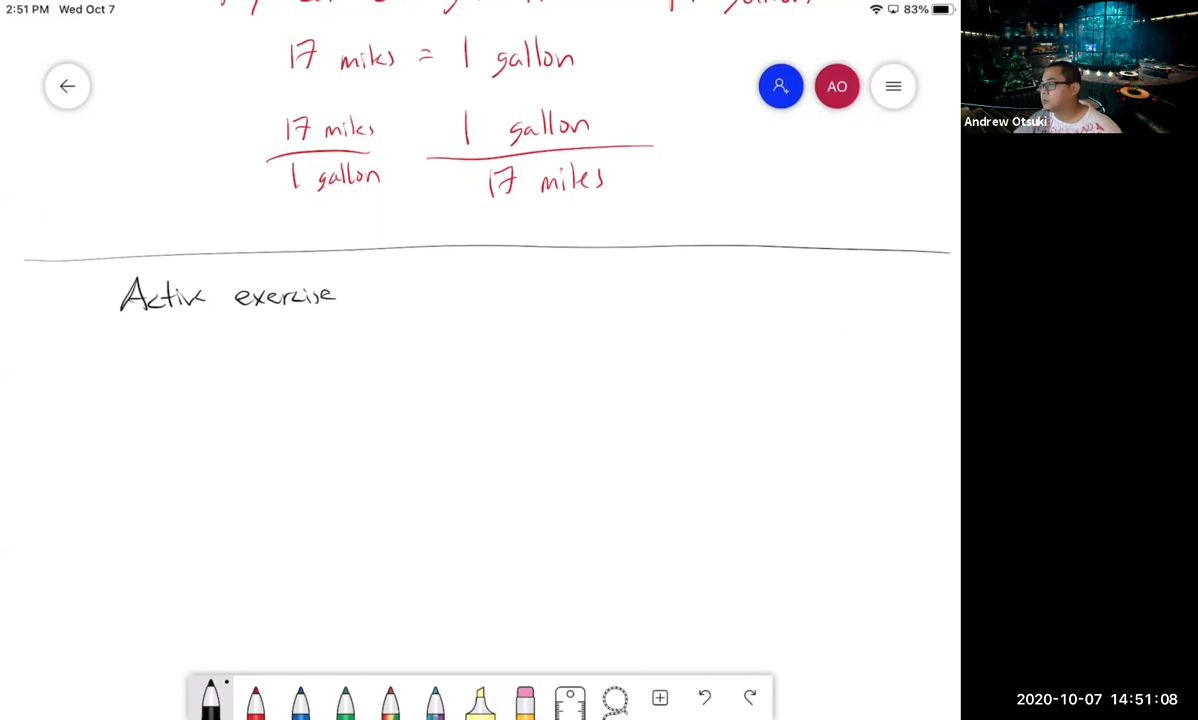 2:51 PM Wed Oct 7
83%
17 miles = 1 gallon
AO
17 miles 1 gallon
1 gallon 17 miles
Andrew Otsuki
Active exercise
2020-10-07 14:51:08